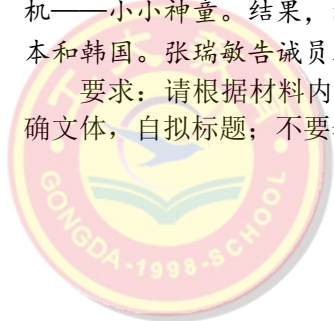 机——小小神童。结果，
本和韩国。张瑞敏告诫员
要求：请根据材料内
确文体，自拟标题；不要
GONGDA-1998-SCHOOL